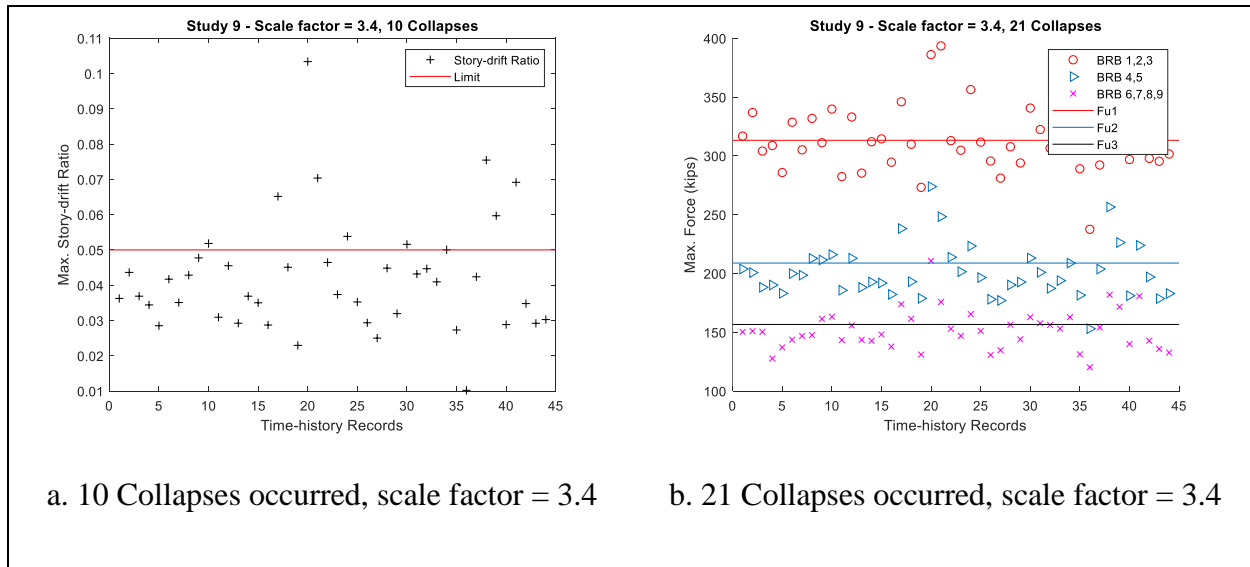 Study 9 - Scale factor = 3.4, 10 Collapses
Max. Story-drift Ratio
0.11
0.1
0.09
0.08
0.07
0.06
0.05
0.04
0.03
0.02
0.01
0 5 10 15 20 25 30 35 40 45
Time-history Records
Story-drift Ratio
Limit
a. 10 Collapses occurred, scale factor = 3.4
Study 9 - Scale factor = 3.4, 21 Collapses
Max. Force (kips)
400
350
300
250
200
150
100
0 5 10 15 20 25 30 35 40 45
Time-history Records
BRB 1,2,3
BRB 4,5
BRB 6,7,8,9
Fu1
Fu2
Fu3
b. 21 Collapses occurred, scale factor = 3.4